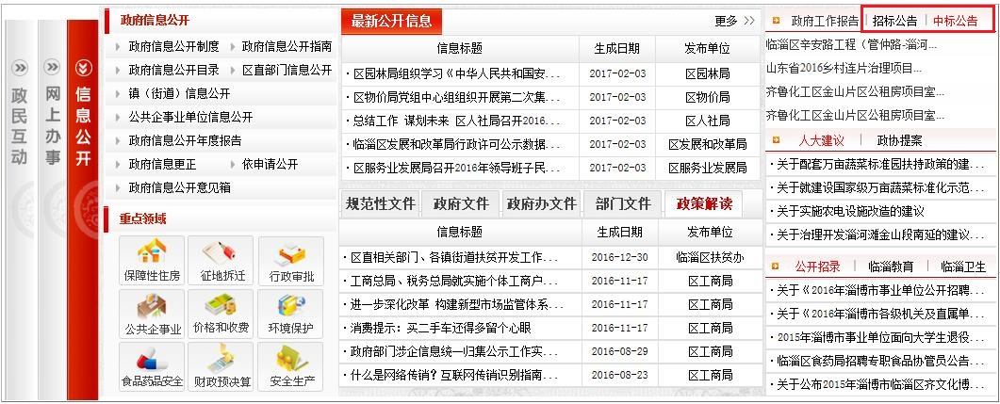 政民互动
网上办事
信息公开
政府信息公开
政府信息公开制度 政府信息公开指南
政府信息公开目录 区直部门信息公开
镇（街道）信息公开
公共企事业单位信息公开
政府信息公开年度报告
政府信息更正 依申请公开
政府信息公开意见箱
重点领域
保障性住房 征地拆迁 行政审批
公共企事业 价格和收费 环境保护
食品药品安全 财政预决算 安全生产
最新公开信息 更多 >>
信息标题 生成日期 发布单位
· 区园林局组织学习《中华人民共和国安... 2017-02-03 区园林局
· 区物价局党组中心组组织开展第二次集... 2017-02-03 区物价局
· 总结工作 谋划未来 区人社局召开2016... 2017-02-03 区人社局
· 临淄区发展和改革局行政许可公示数据... 2017-02-03 区发展和改革局
· 区服务业发展局召开2016年领导班子民... 2017-02-03 区服务业发展局
规范性文件 政府文件 政府办文件 部门文件 政策解读
信息标题 生成日期 发布单位
· 区直相关部门、各镇街道扶贫开发工作... 2016-12-30 临淄区扶贫办
· 工商总局、税务总局就实施个体工商户... 2016-11-17 区工商局
· 进一步深化改革 构建新型市场监管体系... 2016-11-17 区工商局
· 消费提示：买二手车还得多留个心眼 2016-11-17 区工商局
· 政府部门涉企信息统一归集公示工作实... 2016-08-29 区工商局
· 什么是网络传销？互联网传销识别指南... 2016-08-23 区工商局
政府工作报告 | 招标公告 | 中标公告
临淄区辛安路工程（管仲路-淄河...
山东省2016乡村连片治理项目...
齐鲁化工区金山片区公租房项目室...
齐鲁化工区金山片区公租房项目室...
人大建议 | 政协提案
· 关于配套万亩蔬菜标准园扶持政策的建...
· 关于就建设国家级万亩蔬菜标准化示范...
· 关于实施农电设施改造的建议
· 关于治理开发淄河滩金山段南延的建议...
公开招录 | 临淄教育 | 临淄卫生
· 关于《2016年淄博市事业单位公开招聘...
· 关于《2016年淄博市各级机关及直属单...
· 2015年淄博市事业单位面向大学生退役...
· 临淄区食药局招聘专职食品协管员公告...
· 关于公布2015年淄博市临淄区齐文化博...